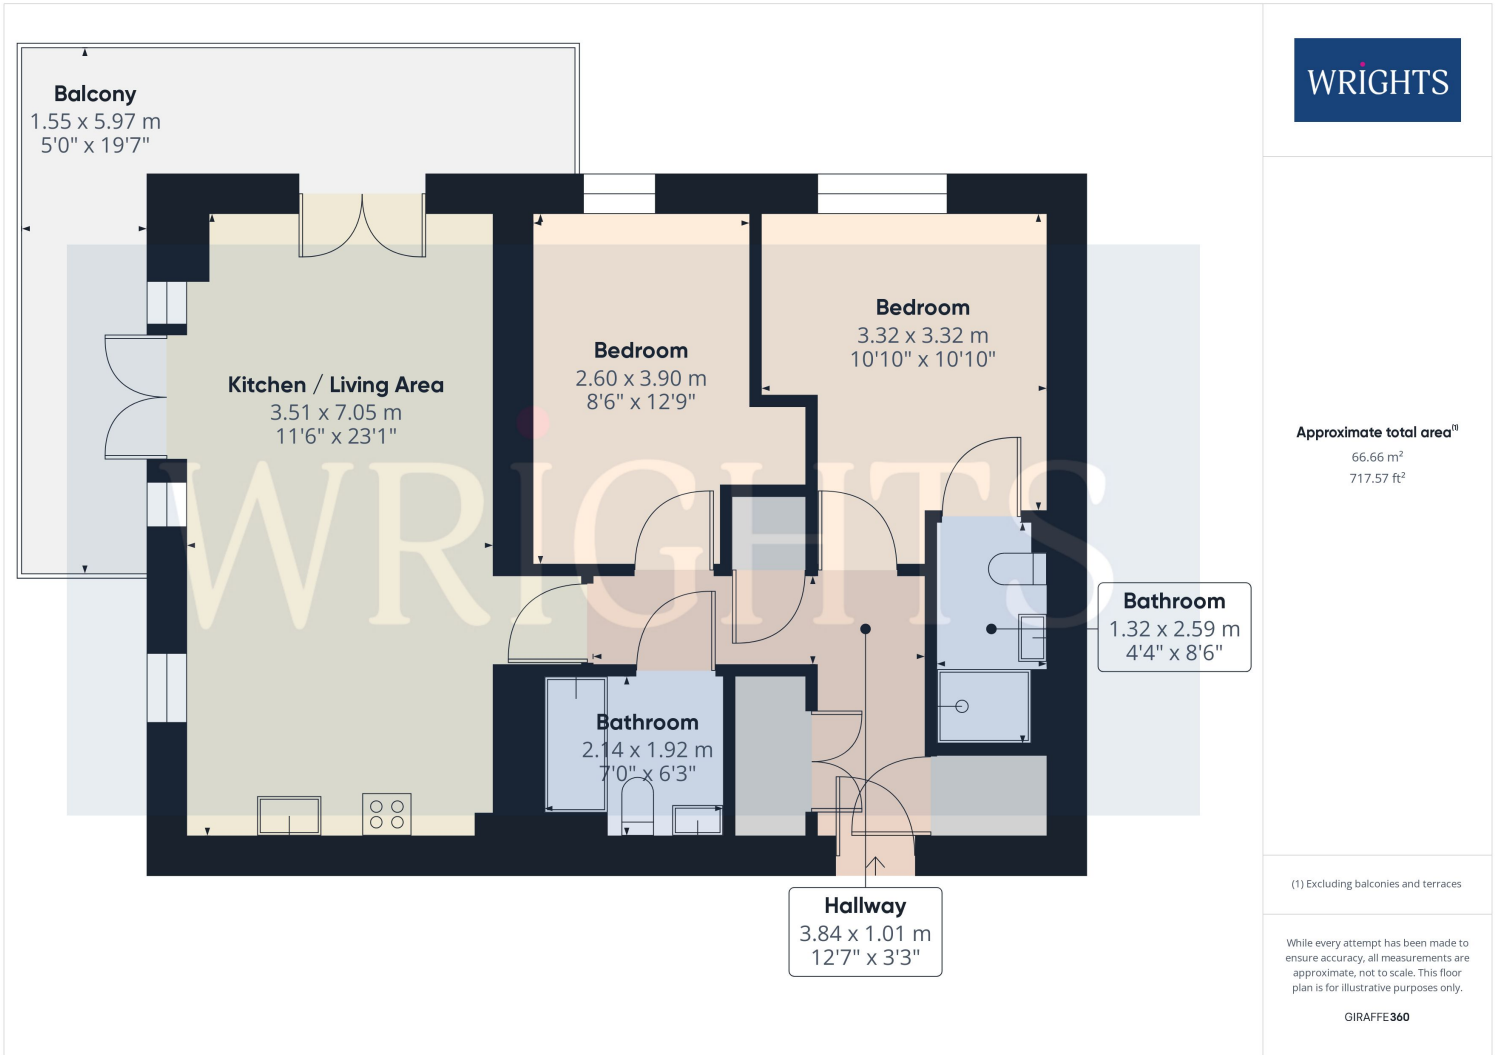 Balcony
1.55 x 5.97 m
5'0" x 19'7"
Kitchen / Living Area
3.51 x 7.05 m
11'6" x 23'1"
Bedroom
2.60 x 3.90 m
8'6" x 12'9"
Bedroom
3.32 x 3.32 m
10'10" x 10'10"
WRiGHTS
Bathroom
1.32 x 2.59 m
4'4" x 8'6"
Bathroom
2.14 x 1.92 m
7'0" x 6'3"
Hallway
3.84 x 1.01 m
12'7" x 3'3"
WRiGHTS
Approximate total area(1)
66.66 m²
717.57 ft²
(1) Excluding balconies and terraces
While every attempt has been made to
ensure accuracy, all measurements are
approximate, not to scale. This floor
plan is for illustrative purposes only.
GIRAFFE360